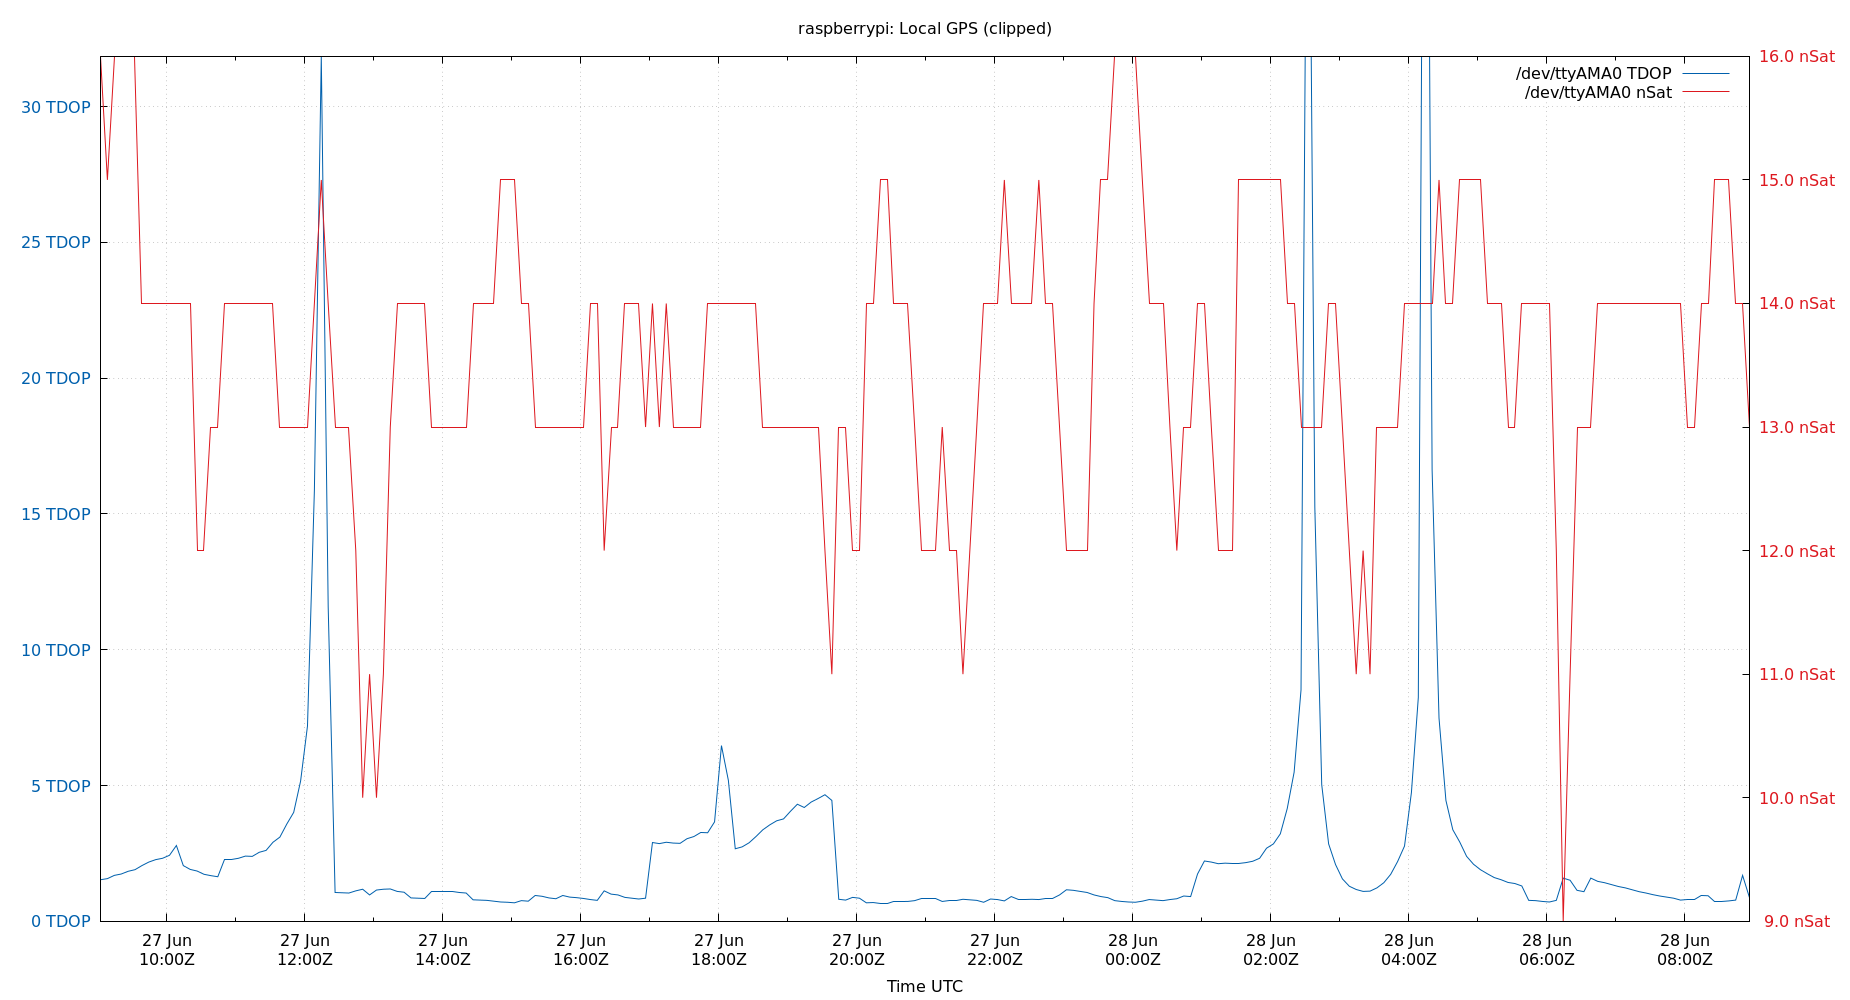 raspberrypi: Local GPS (clipped)
/dev/ttyAMA0 TDOP
/dev/ttyAMA0 nSat
30 TDOP
25 TDOP
20 TDOP
15 TDOP
10 TDOP
5 TDOP
0 TDOP
16.0 nSat
15.0 nSat
14.0 nSat
13.0 nSat
12.0 nSat
11.0 nSat
10.0 nSat
9.0 nSat
27 Jun 27 Jun 27 Jun 27 Jun 27 Jun 27 Jun 27 Jun 28 Jun 28 Jun 28 Jun 28 Jun 28 Jun
10:00Z 12:00Z 14:00Z 16:00Z 18:00Z 20:00Z 22:00Z 00:00Z 02:00Z 04:00Z 06:00Z 08:00Z
Time UTC